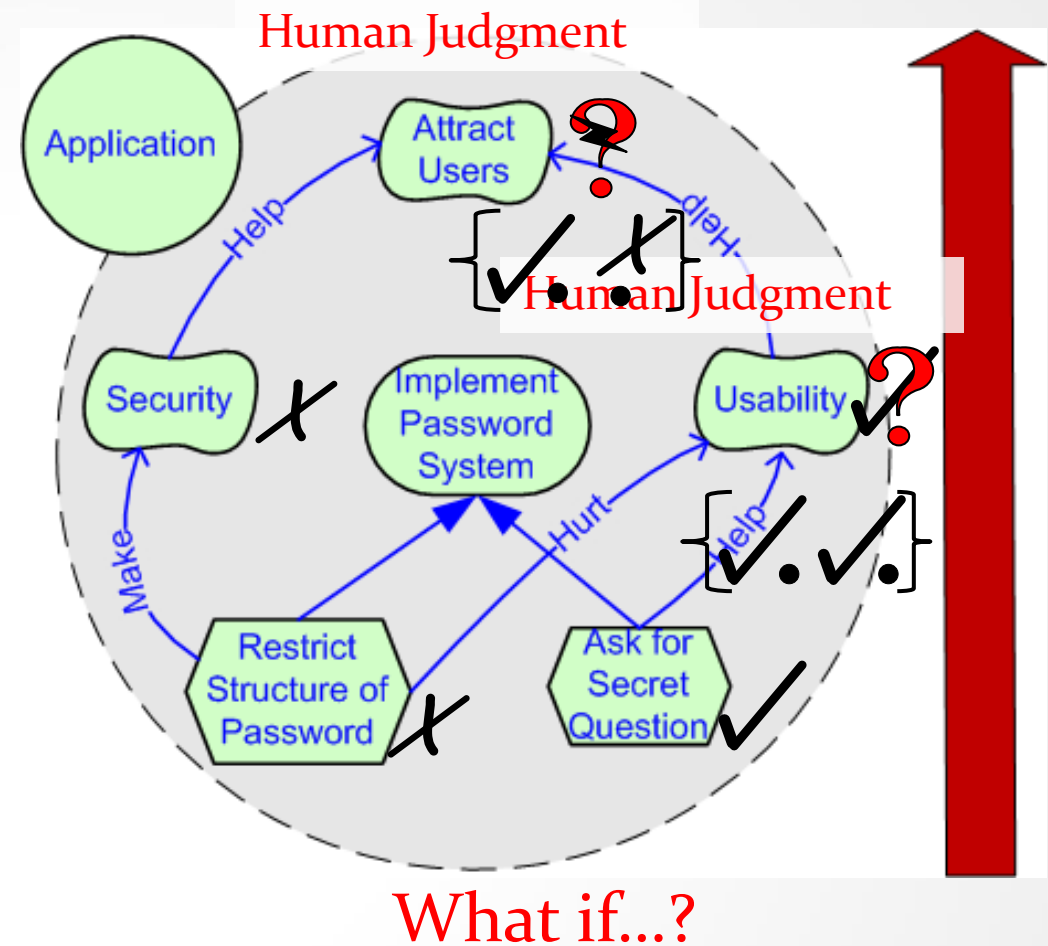 Human Judgment
Application
Attract
Users
?
Help
Help
Human Judgment
Security
Implement
Password
System
Usability
?
Make
Hurt
Help
Restrict
Structure of
Password
Ask for
Secret
Question
What if...?